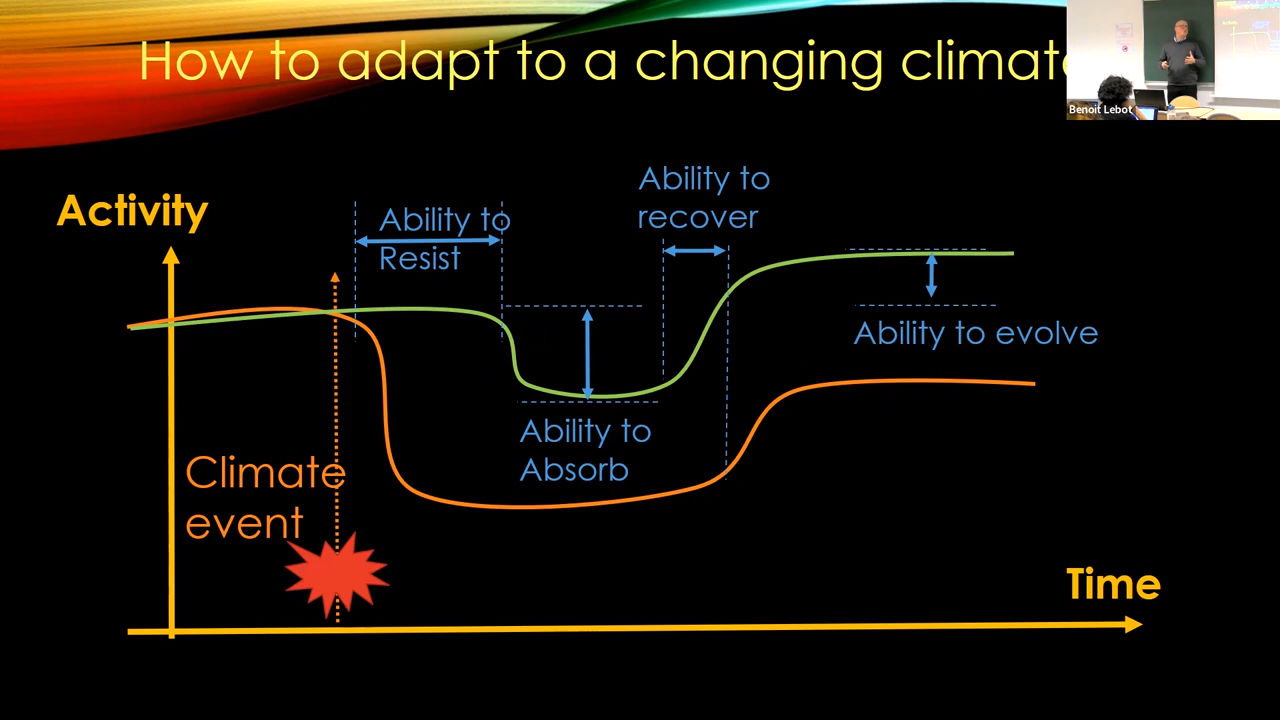 How to adapt to a changing climate
Benoit Lebot
Activity
Ability to
Resist
Ability to
recover
Ability to evolve
Ability to
Absorb
Climate
event
Time